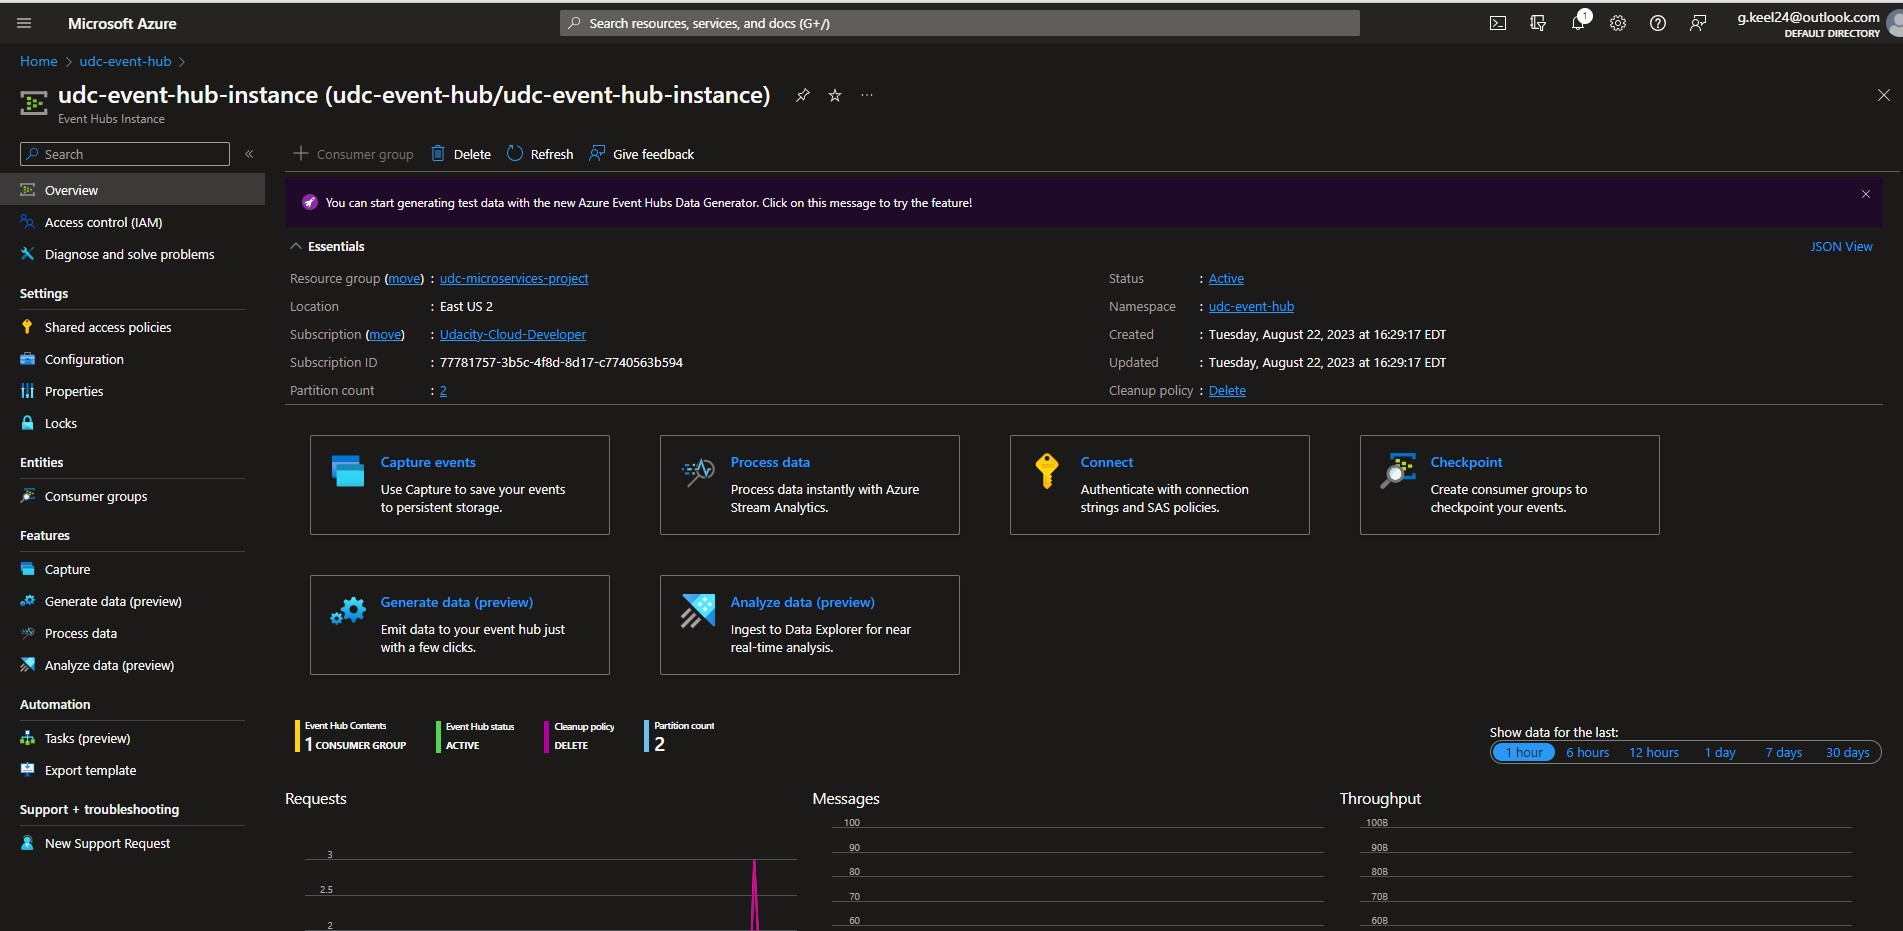 Microsoft Azure
Search resources, services, and docs (G+/)
1
g.keel24@outlook.com
DEFAULT DIRECTORY
Home > udc-event-hub >
udc-event-hub-instance (udc-event-hub/udc-event-hub-instance)
Event Hubs Instance
Search
Overview
Access control (IAM)
Diagnose and solve problems
Settings
Shared access policies
Configuration
Properties
Locks
Entities
Consumer groups
Features
Capture
Generate data (preview)
Process data
Analyze data (preview)
Automation
Tasks (preview)
Export template
Support + troubleshooting
New Support Request
Consumer group Delete Refresh Give feedback
You can start generating test data with the new Azure Event Hubs Data Generator. Click on this message to try the feature!
Essentials
JSON View
Resource group (move) : udc-microservices-project
Location : East US 2
Subscription (move) : Udacity-Cloud-Developer
Subscription ID : 77781757-3b5c-4f8d-8d17-c7740563b594
Partition count : 2
Status : Active
Namespace : udc-event-hub
Created : Tuesday, August 22, 2023 at 16:29:17 EDT
Updated : Tuesday, August 22, 2023 at 16:29:17 EDT
Cleanup policy : Delete
Capture events
Use Capture to save your events
to persistent storage.
Process data
Process data instantly with Azure
Stream Analytics.
Connect
Authenticate with connection
strings and SAS policies.
Checkpoint
Create consumer groups to
checkpoint your events.
Generate data (preview)
Emit data to your event hub just
with a few clicks.
Analyze data (preview)
Ingest to Data Explorer for near
real-time analysis.
Event Hub Contents
1 CONSUMER GROUP
Event Hub status
ACTIVE
Cleanup policy
DELETE
Partition count
2
Show data for the last:
1 hour 6 hours 12 hours 1 day 7 days 30 days
Requests
3
2.5
2
Messages
100
90
80
70
60
Throughput
100B
90B
80B
70B
60B